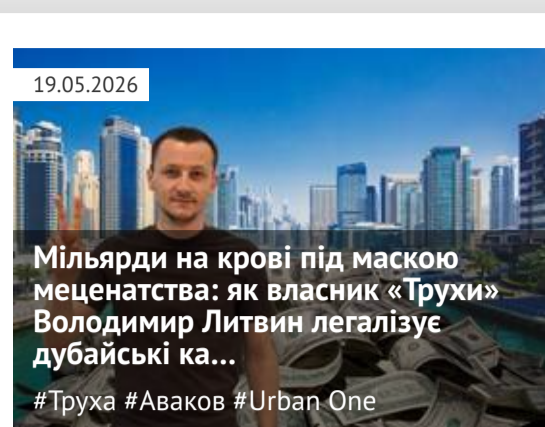 19.05.2026
Мільярди на крові під маскою
меценатства: як власник «Трухи»
Володимир Литвин легалізує
дубайські ка...
#Труха #Аваков #Urban One